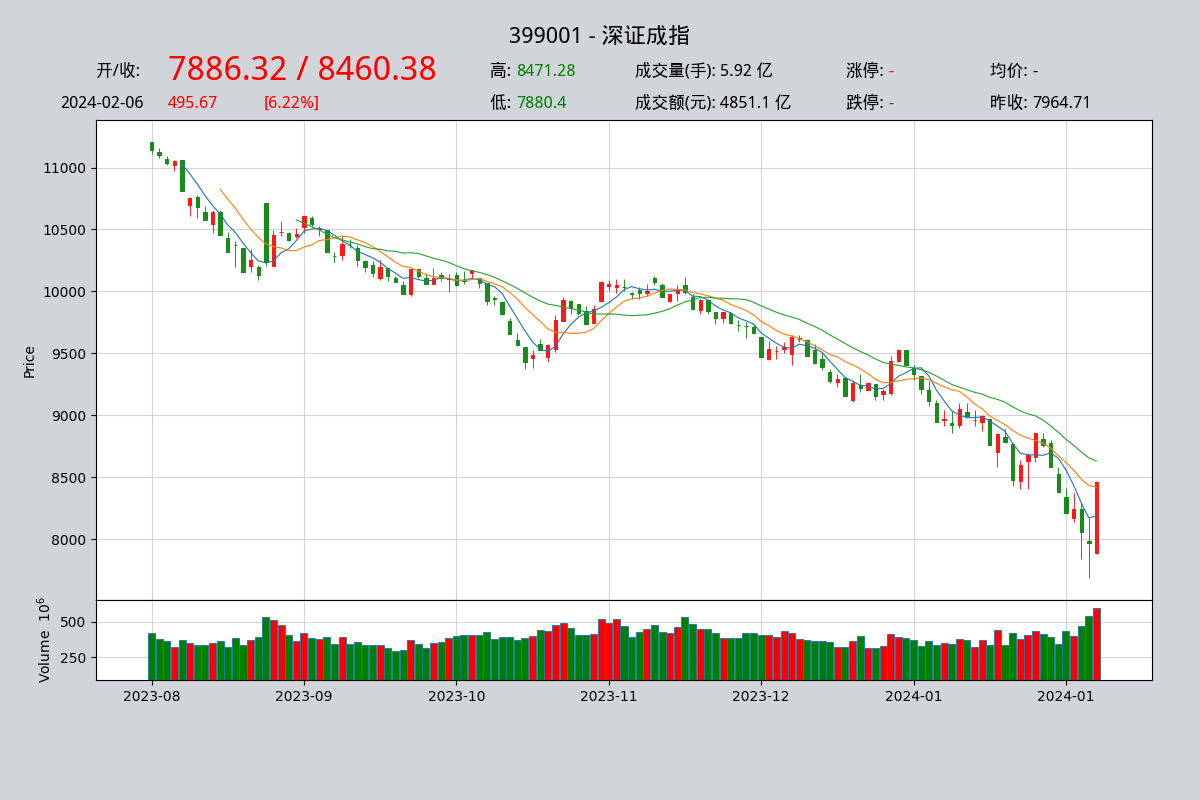 399001 - 深证成指
开/收: 7886.32 / 8460.38 高: 8471.28 成交量(手): 5.92 亿 涨停: - 均价: -
2024-02-06 495.67 [6.22%] 低: 7880.4 成交额(元): 4851.1 亿 跌停: - 昨收: 7964.71
Price
11000
10500
10000
9500
9000
8500
8000
Volume 10^6
500
250
2023-08 2023-09 2023-10 2023-11 2023-12 2024-01 2024-01